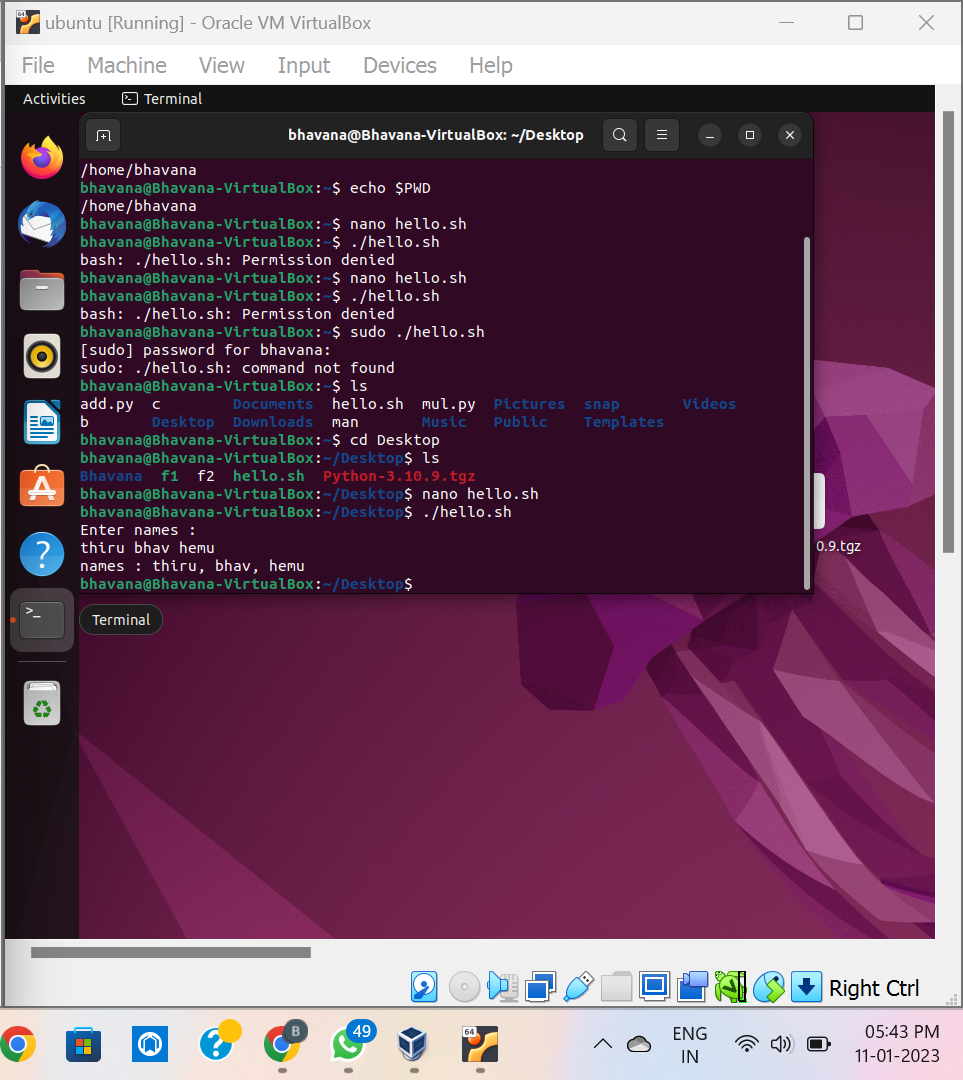 64
ubuntu [Running] - Oracle VM VirtualBox
File Machine View Input Devices Help
Activities Terminal
bhavana@Bhavana-VirtualBox: ~/Desktop
/home/bhavana
bhavana@Bhavana-VirtualBox:~$ echo $PWD
/home/bhavana
bhavana@Bhavana-VirtualBox:~$ nano hello.sh
bhavana@Bhavana-VirtualBox:~$ ./hello.sh
bash: ./hello.sh: Permission denied
bhavana@Bhavana-VirtualBox:~$ nano hello.sh
bhavana@Bhavana-VirtualBox:~$ ./hello.sh
bash: ./hello.sh: Permission denied
bhavana@Bhavana-VirtualBox:~$ sudo ./hello.sh
[sudo] password for bhavana:
sudo: ./hello.sh: command not found
bhavana@Bhavana-VirtualBox:~$ ls
add.py c Documents hello.sh mul.py Pictures snap Videos
b Desktop Downloads man Music Public Templates
bhavana@Bhavana-VirtualBox:~$ cd Desktop
bhavana@Bhavana-VirtualBox:~/Desktop$ ls
Bhavana f1 f2 hello.sh Python-3.10.9.tgz
bhavana@Bhavana-VirtualBox:~/Desktop$ nano hello.sh
bhavana@Bhavana-VirtualBox:~/Desktop$ ./hello.sh
Enter names :
thiru bhav hemu
names : thiru, bhav, hemu
bhavana@Bhavana-VirtualBox:~/Desktop$
0.9.tgz
Terminal
Right Ctrl
B
49
64
ENG
IN
05:43 PM
11-01-2023